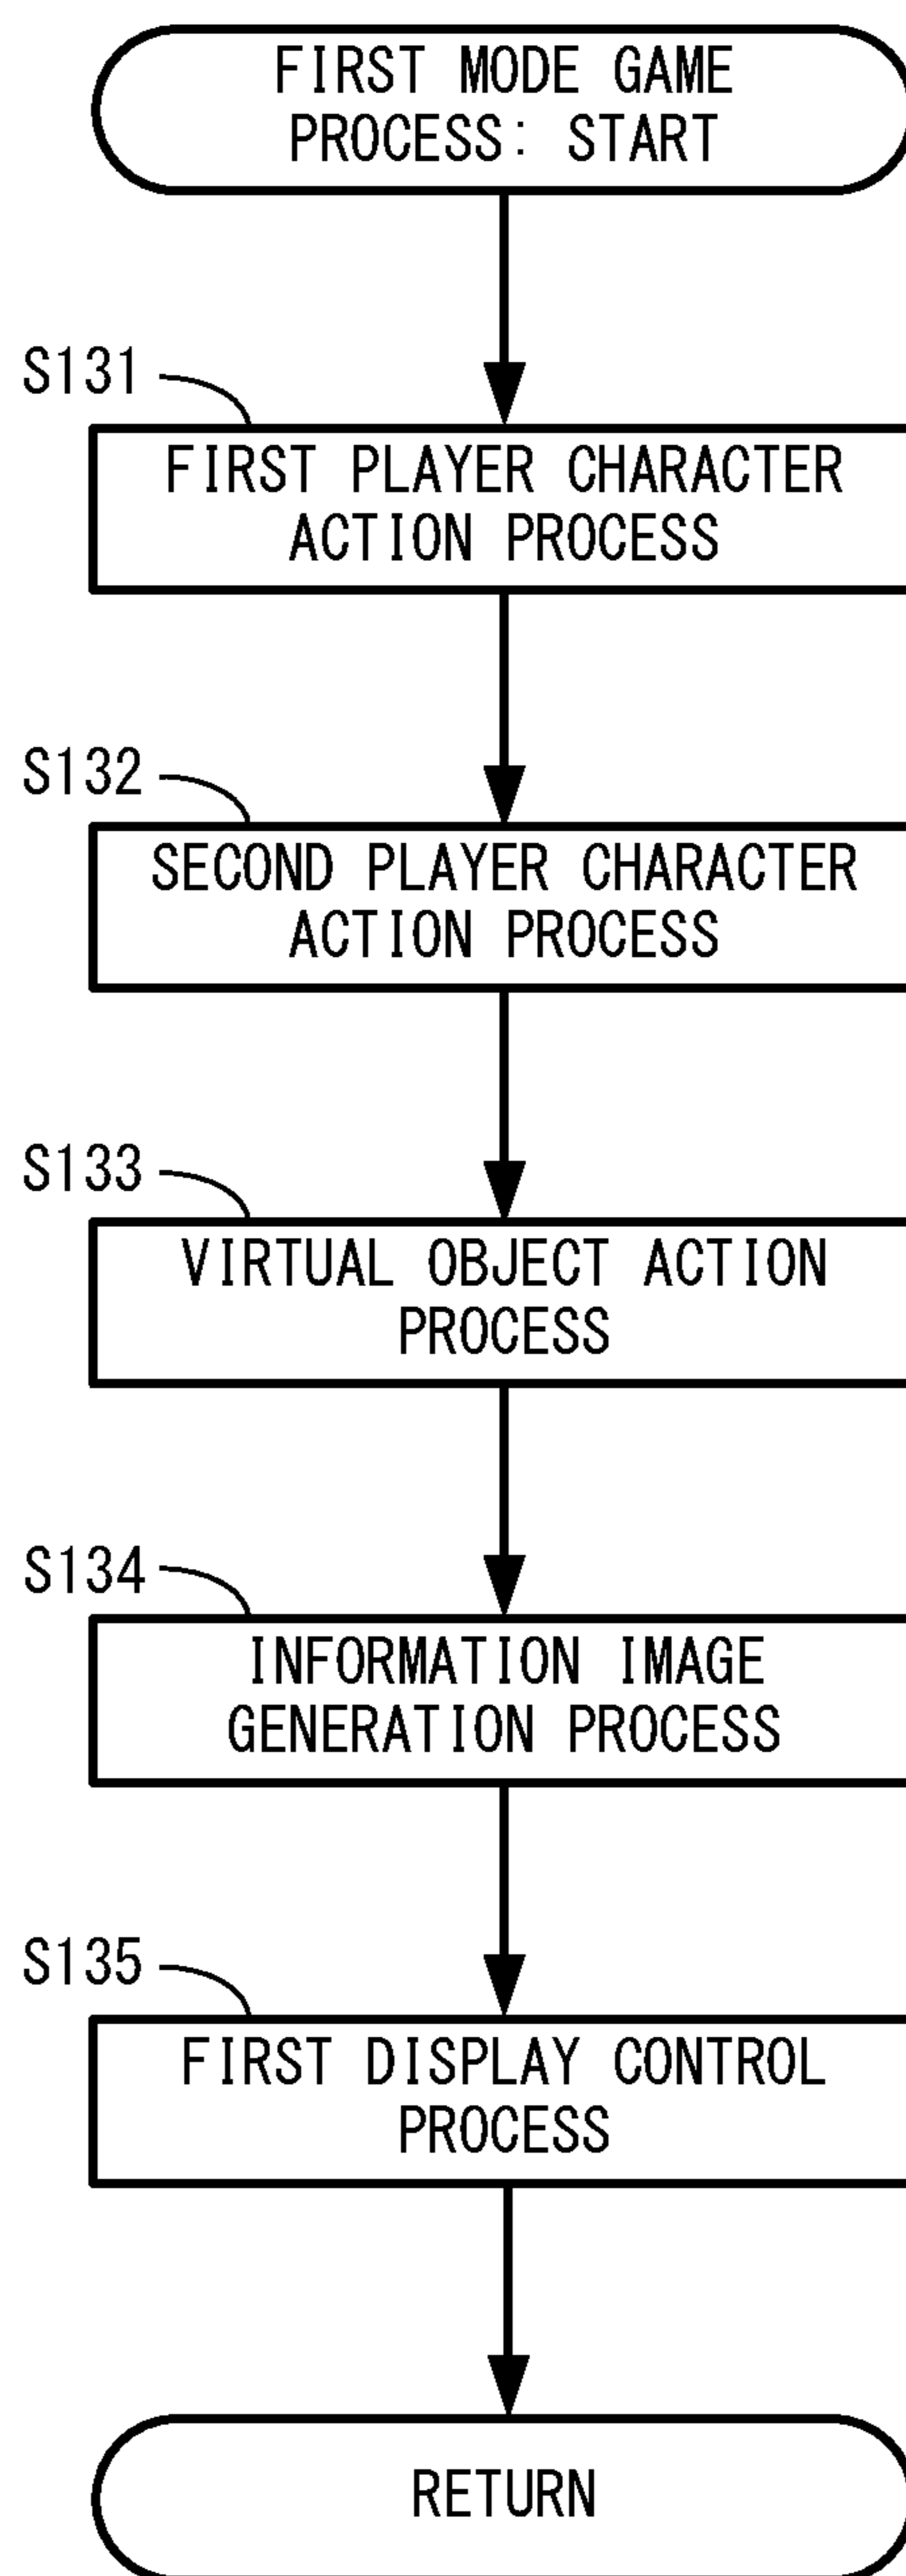 FIRST MODE GAME
PROCESS: START
S131
FIRST PLAYER CHARACTER
ACTION PROCESS
S132
SECOND PLAYER CHARACTER
ACTION PROCESS
S133
VIRTUAL OBJECT ACTION
PROCESS
S134
INFORMATION IMAGE
GENERATION PROCESS
S135
FIRST DISPLAY CONTROL
PROCESS
RETURN